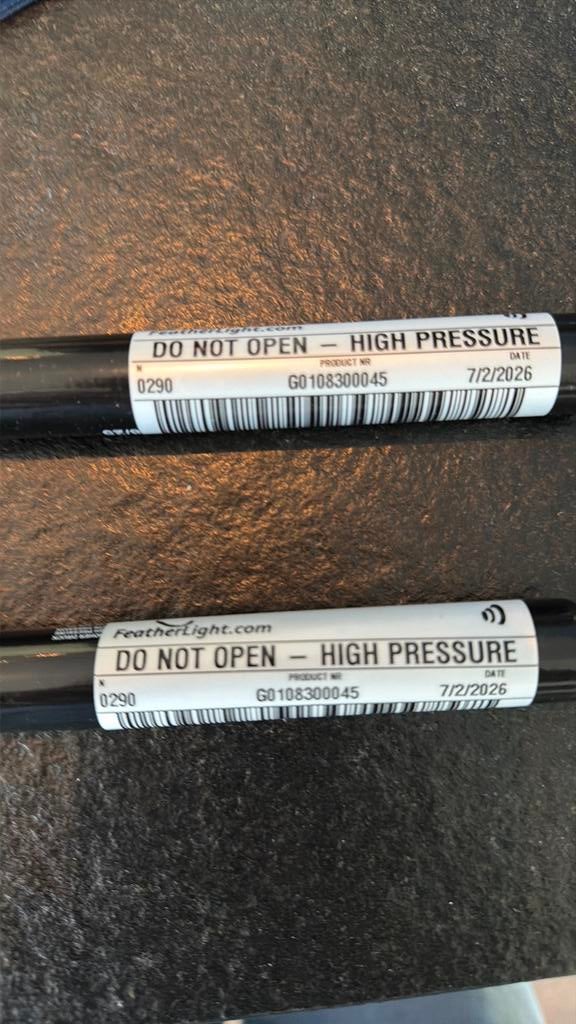 FeatherLight.com
DO NOT OPEN – HIGH PRESSURE
N PRODUCT NR DATE
0290 G0108300045 7/2/2026
FeatherLight.com
DO NOT OPEN – HIGH PRESSURE
N PRODUCT NR DATE
0290 G0108300045 7/2/2026